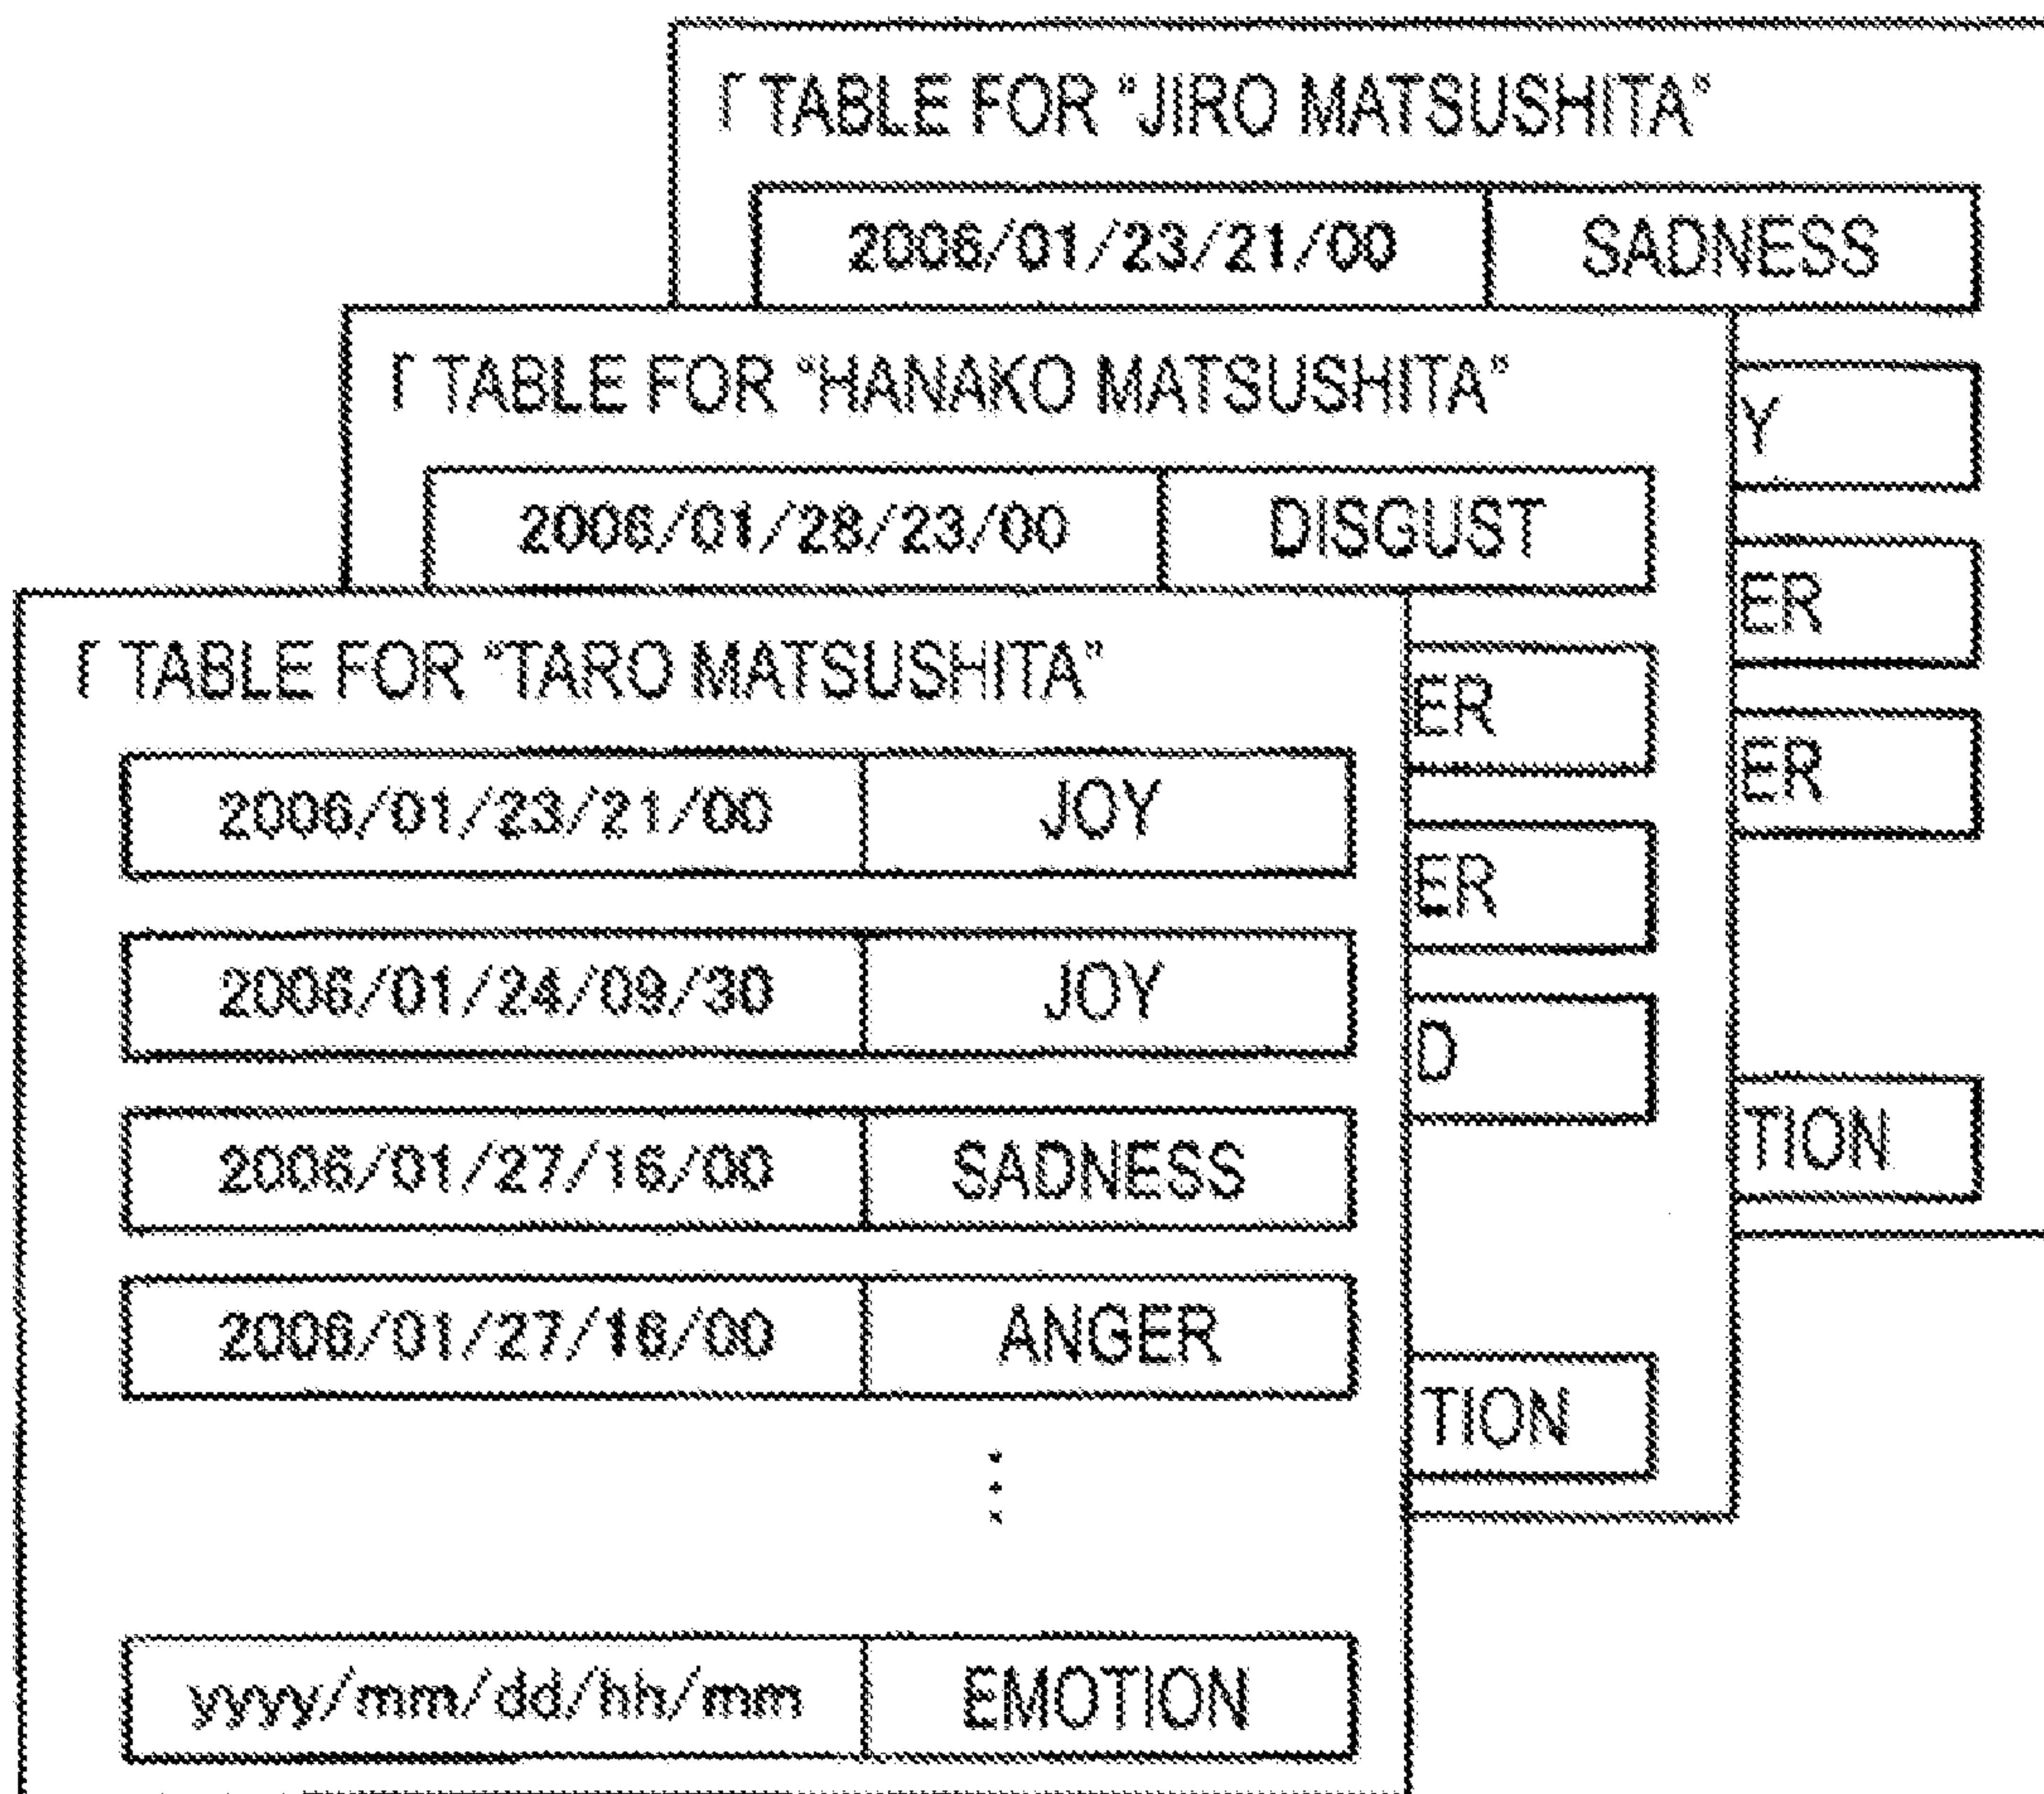 TABLE FOR "JIRO MATSUSHITA"
2006/01/23/21/00 SADNESS
Y
ER
ER
TION
TABLE FOR "HANAKO MATSUSHITA"
2006/01/28/23/00 DISGUST
ER
ER
D
TION
TABLE FOR "TARO MATSUSHITA"
2006/01/23/21/00 JOY
2006/01/24/09/30 JOY
2006/01/27/16/00 SADNESS
2006/01/27/16/00 ANGER
yyyy/mm/dd/hh/mm EMOTION